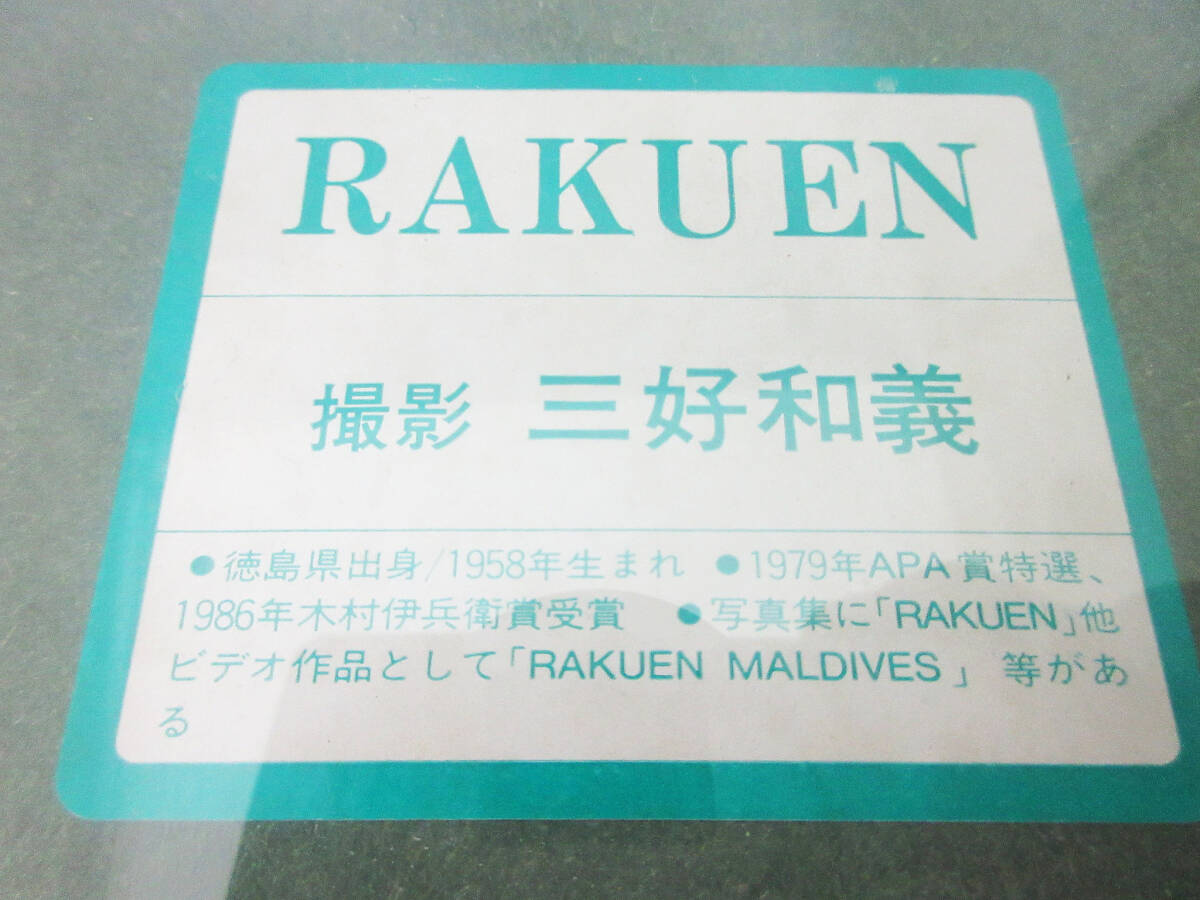 RAKUEN
撮影 三好和義
●徳島県出身/1958年生まれ ●1979年APA賞特選、
1986年木村伊兵衛賞受賞 ●写真集に「RAKUEN」他
ビデオ作品として「RAKUEN MALDIVES」等があ
る